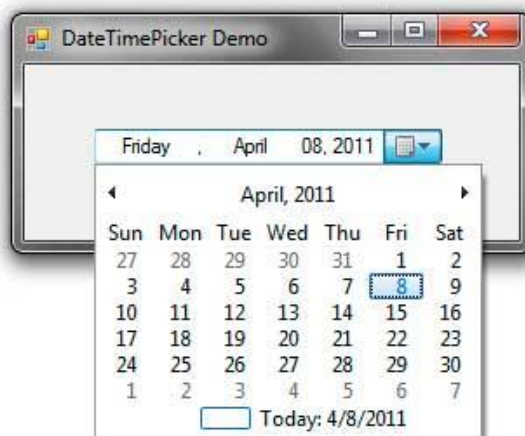 DateTimePicker Demo
Friday , April 08, 2011
April, 2011
Sun Mon Tue Wed Thu Fri Sat
27 28 29 30 31 1 2
3 4 5 6 7 8 9
10 11 12 13 14 15 16
17 18 19 20 21 22 23
24 25 26 27 28 29 30
1 2 3 4 5 6 7
Today: 4/8/2011